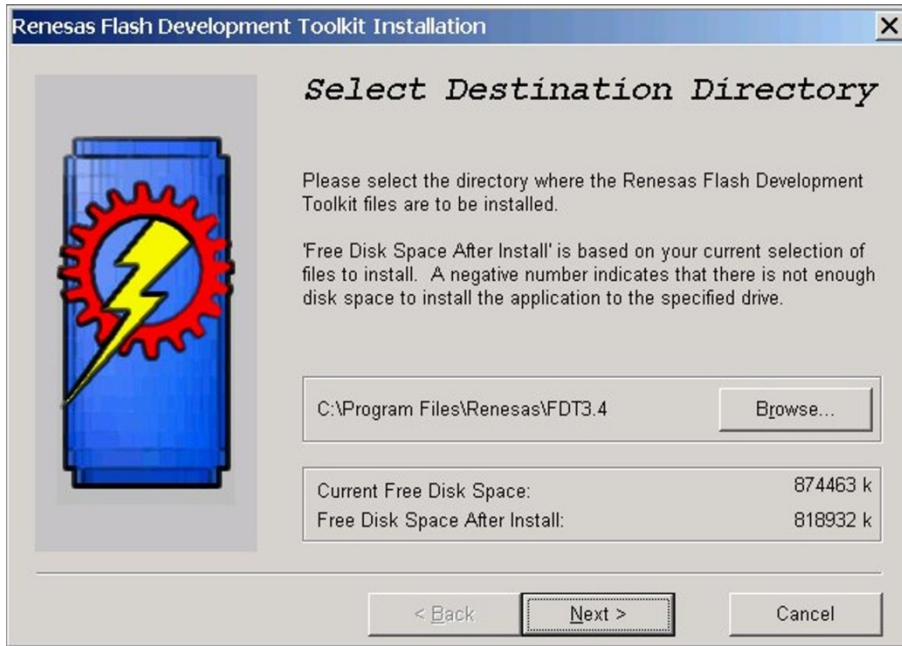 Renesas Flash Development Toolkit Installation
Select Destination Directory
Please select the directory where the Renesas Flash Development
Toolkit files are to be installed.
'Free Disk Space After Install' is based on your current selection of
files to install.  A negative number indicates that there is not enough
disk space to install the application to the specified drive.
C:\Program Files\Renesas\FDT3.4
Browse...
Current Free Disk Space: 874463 k
Free Disk Space After Install: 818932 k
< Back Next > Cancel